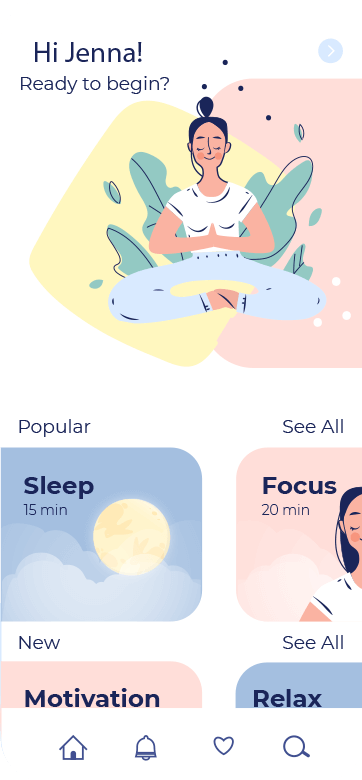 Hi Jenna!
Ready to begin?
Popular
See All
Sleep
15 min
Focus
20 min
New
See All
Motivation
Relax